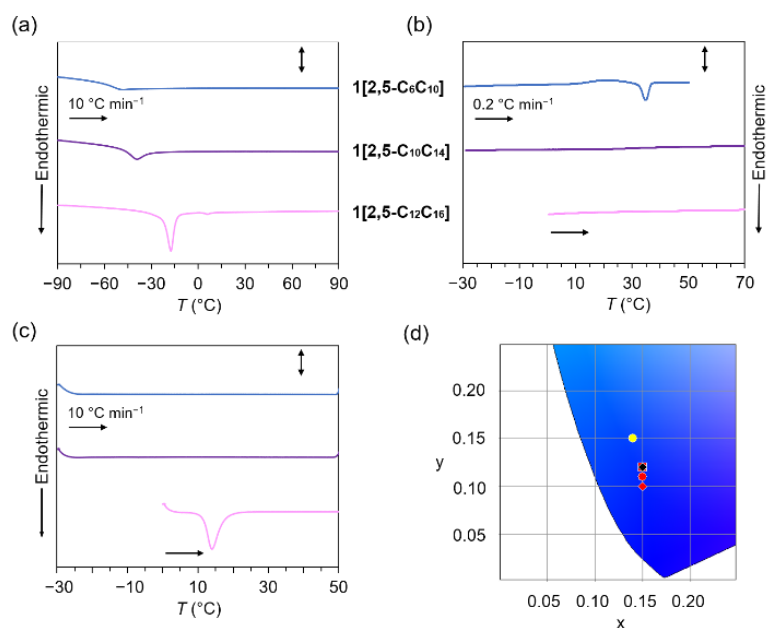 (a)
10 °C min⁻¹
Endothermic
−90 −60 −30 0 30 60 90
T (°C)
1[2,5-C₆C₁₀]
1[2,5-C₁₀C₁₄]
1[2,5-C₁₂C₁₆]
(b)
0.2 °C min⁻¹
Endothermic
−30 −10 10 30 50 70
T (°C)
(c)
10 °C min⁻¹
Endothermic
−30 −10 10 30 50
T (°C)
(d)
0.20
0.15
y
0.10
0.05
0.05 0.10 0.15 0.20
x